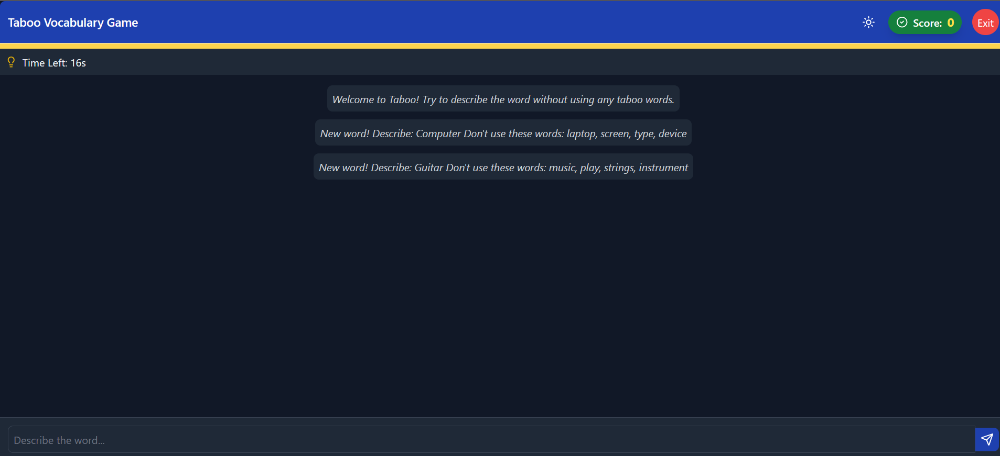 Taboo Vocabulary Game
Score: 0
Exit
Time Left: 16s
Welcome to Taboo! Try to describe the word without using any taboo words.
New word! Describe: Computer Don't use these words: laptop, screen, type, device
New word! Describe: Guitar Don't use these words: music, play, strings, instrument
Describe the word...